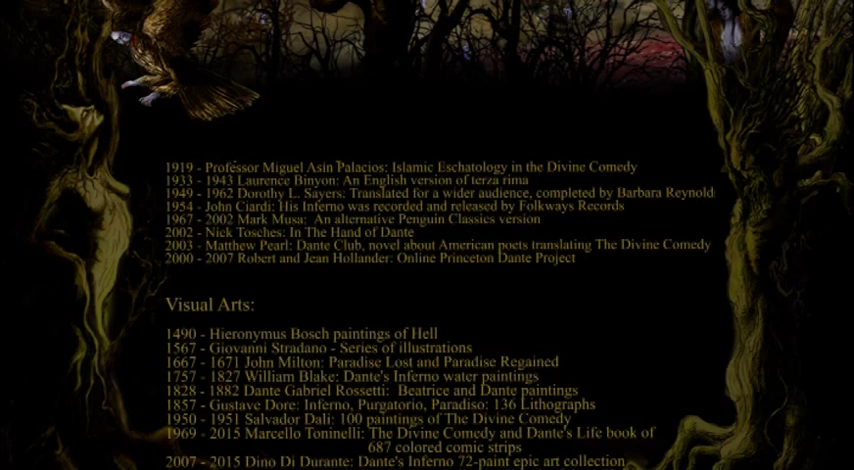 1919 - Professor Miguel Asin Palacios: Islamic Eschatology in the Divine Comedy
1933 - 1943 Laurence Binyon: An English version of terza rima
1949 - 1962 Dorothy L. Sayers: Translated for a wider audience, completed by Barbara Reynolds
1954 - John Ciardi: His Inferno was recorded and released by Folkways Records
1967 - 2002 Mark Musa: An alternative Penguin Classics version
2002 - Nick Tosches: In The Hand of Dante
2003 - Matthew Pearl: Dante Club, novel about American poets translating The Divine Comedy
2000 - 2007 Robert and Jean Hollander: Online Princeton Dante Project
Visual Arts:
1490 - Hieronymus Bosch paintings of Hell
1567 - Giovanni Stradano - Series of illustrations
1667 - 1671 John Milton: Paradise Lost and Paradise Regained
1757 - 1827 William Blake: Dante's Inferno water paintings
1828 - 1882 Dante Gabriel Rossetti: Beatrice and Dante paintings
1857 - Gustave Dore: Inferno, Purgatorio, Paradiso: 136 Lithographs
1950 - 1951 Salvador Dali: 100 paintings of The Divine Comedy
1969 - 2015 Marcello Toninelli: The Divine Comedy and Dante's Life book of
687 colored comic strips
2007 - 2015 Dino Di Durante: Dante's Inferno 72-paint epic art collection